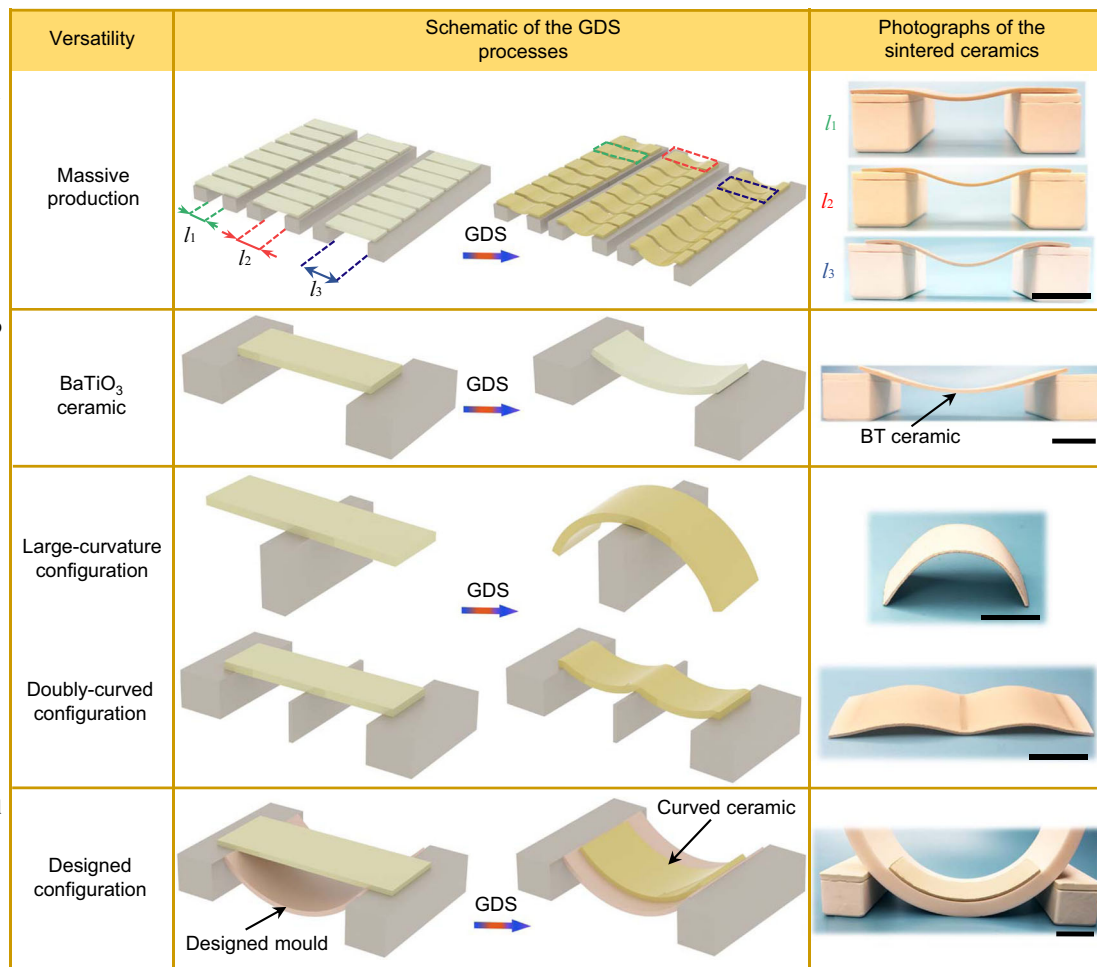 Versatility
Schematic of the GDS
processes
Photographs of the
sintered ceramics
Massive
production
l1
l2
l3
GDS
l1
l2
l3
BaTiO3
ceramic
GDS
BT ceramic
Large-curvature
configuration
GDS
Doubly-curved
configuration
Designed
configuration
Curved ceramic
GDS
Designed mould